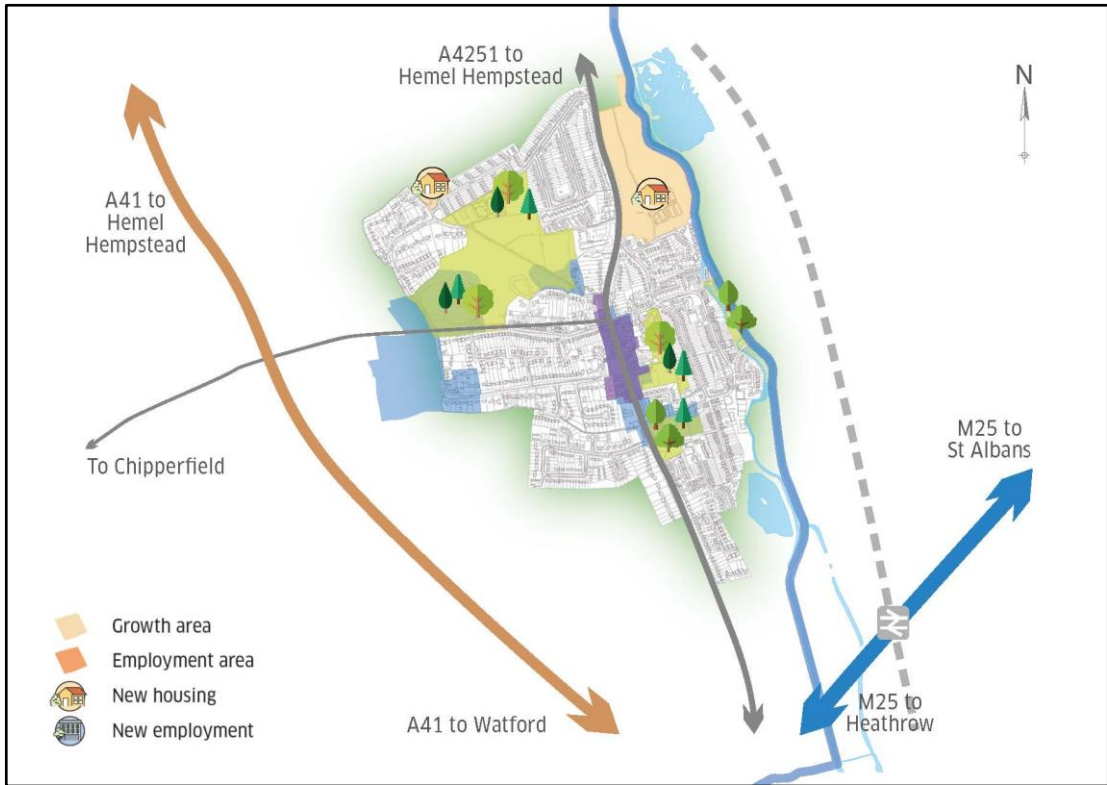 A4251 to
Hemel Hempstead
N
A41 to
Hemel
Hempstead
M25 to
St Albans
To Chipperfield
Growth area
Employment area
New housing
New employment
A41 to Watford
M25 to
Heathrow